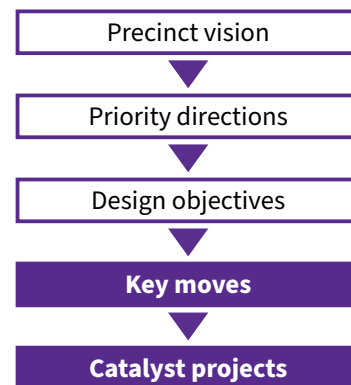 Precinct vision
Priority directions
Design objectives
Key moves
Catalyst projects